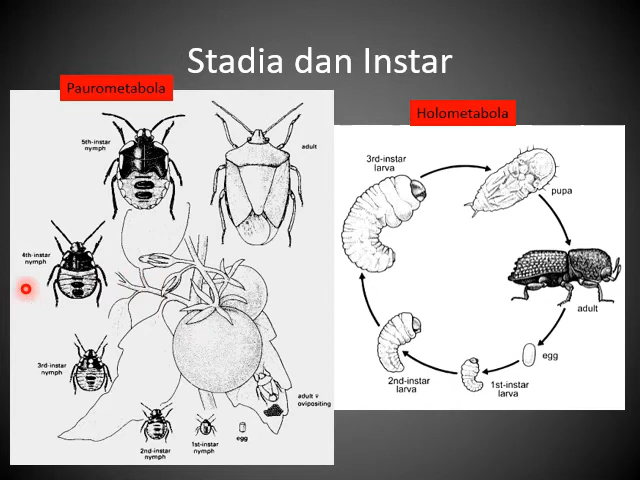 Stadia dan Instar
Paurometabola
5th-instar
nymph
adult
4th-instar
nymph
3rd-instar
nymph
2nd-instar
nymph
1st-instar
nymph
egg
adult ♀
ovipositing
Holometabola
3rd-instar
larva
pupa
adult
egg
1st-instar
larva
2nd-instar
larva